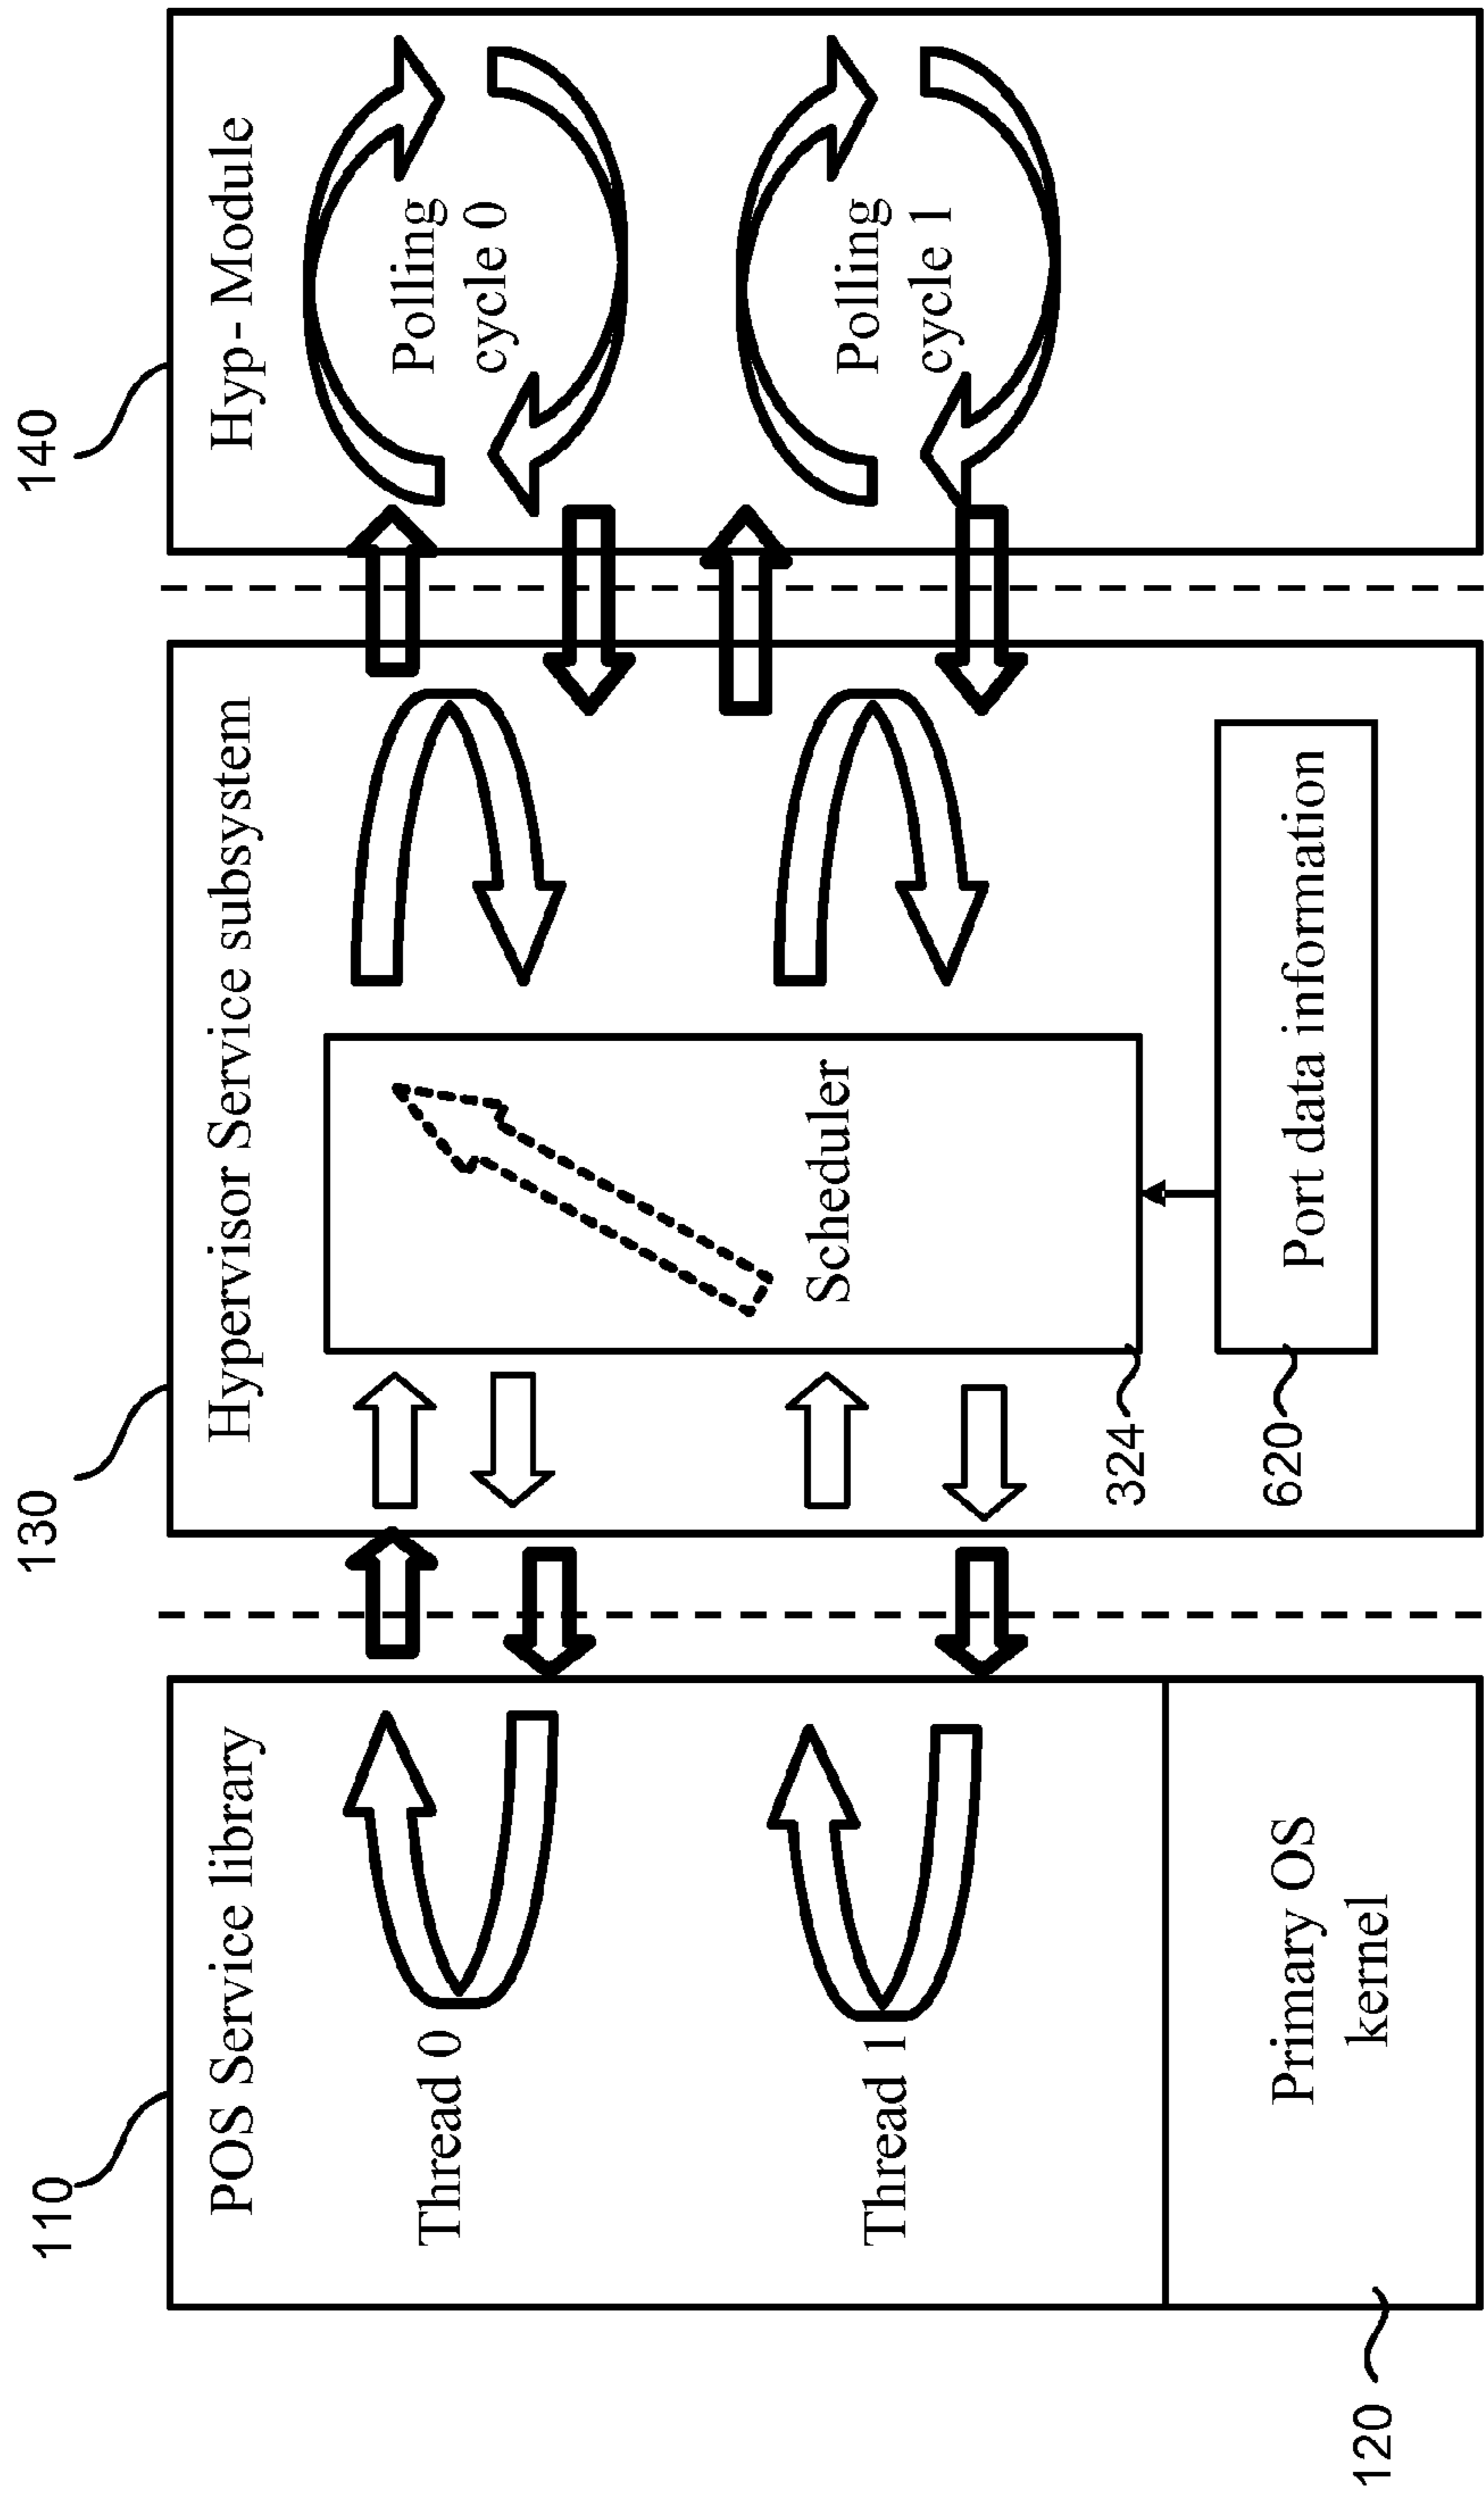 110
130
140
POS Service library
Hypervisor Service subsystem
Hyp- Module
Thread 0
Polling
cycle 0
Thread 1
Scheduler
Polling
cycle 1
324
Primary OS
kernel
620
Port data information
120